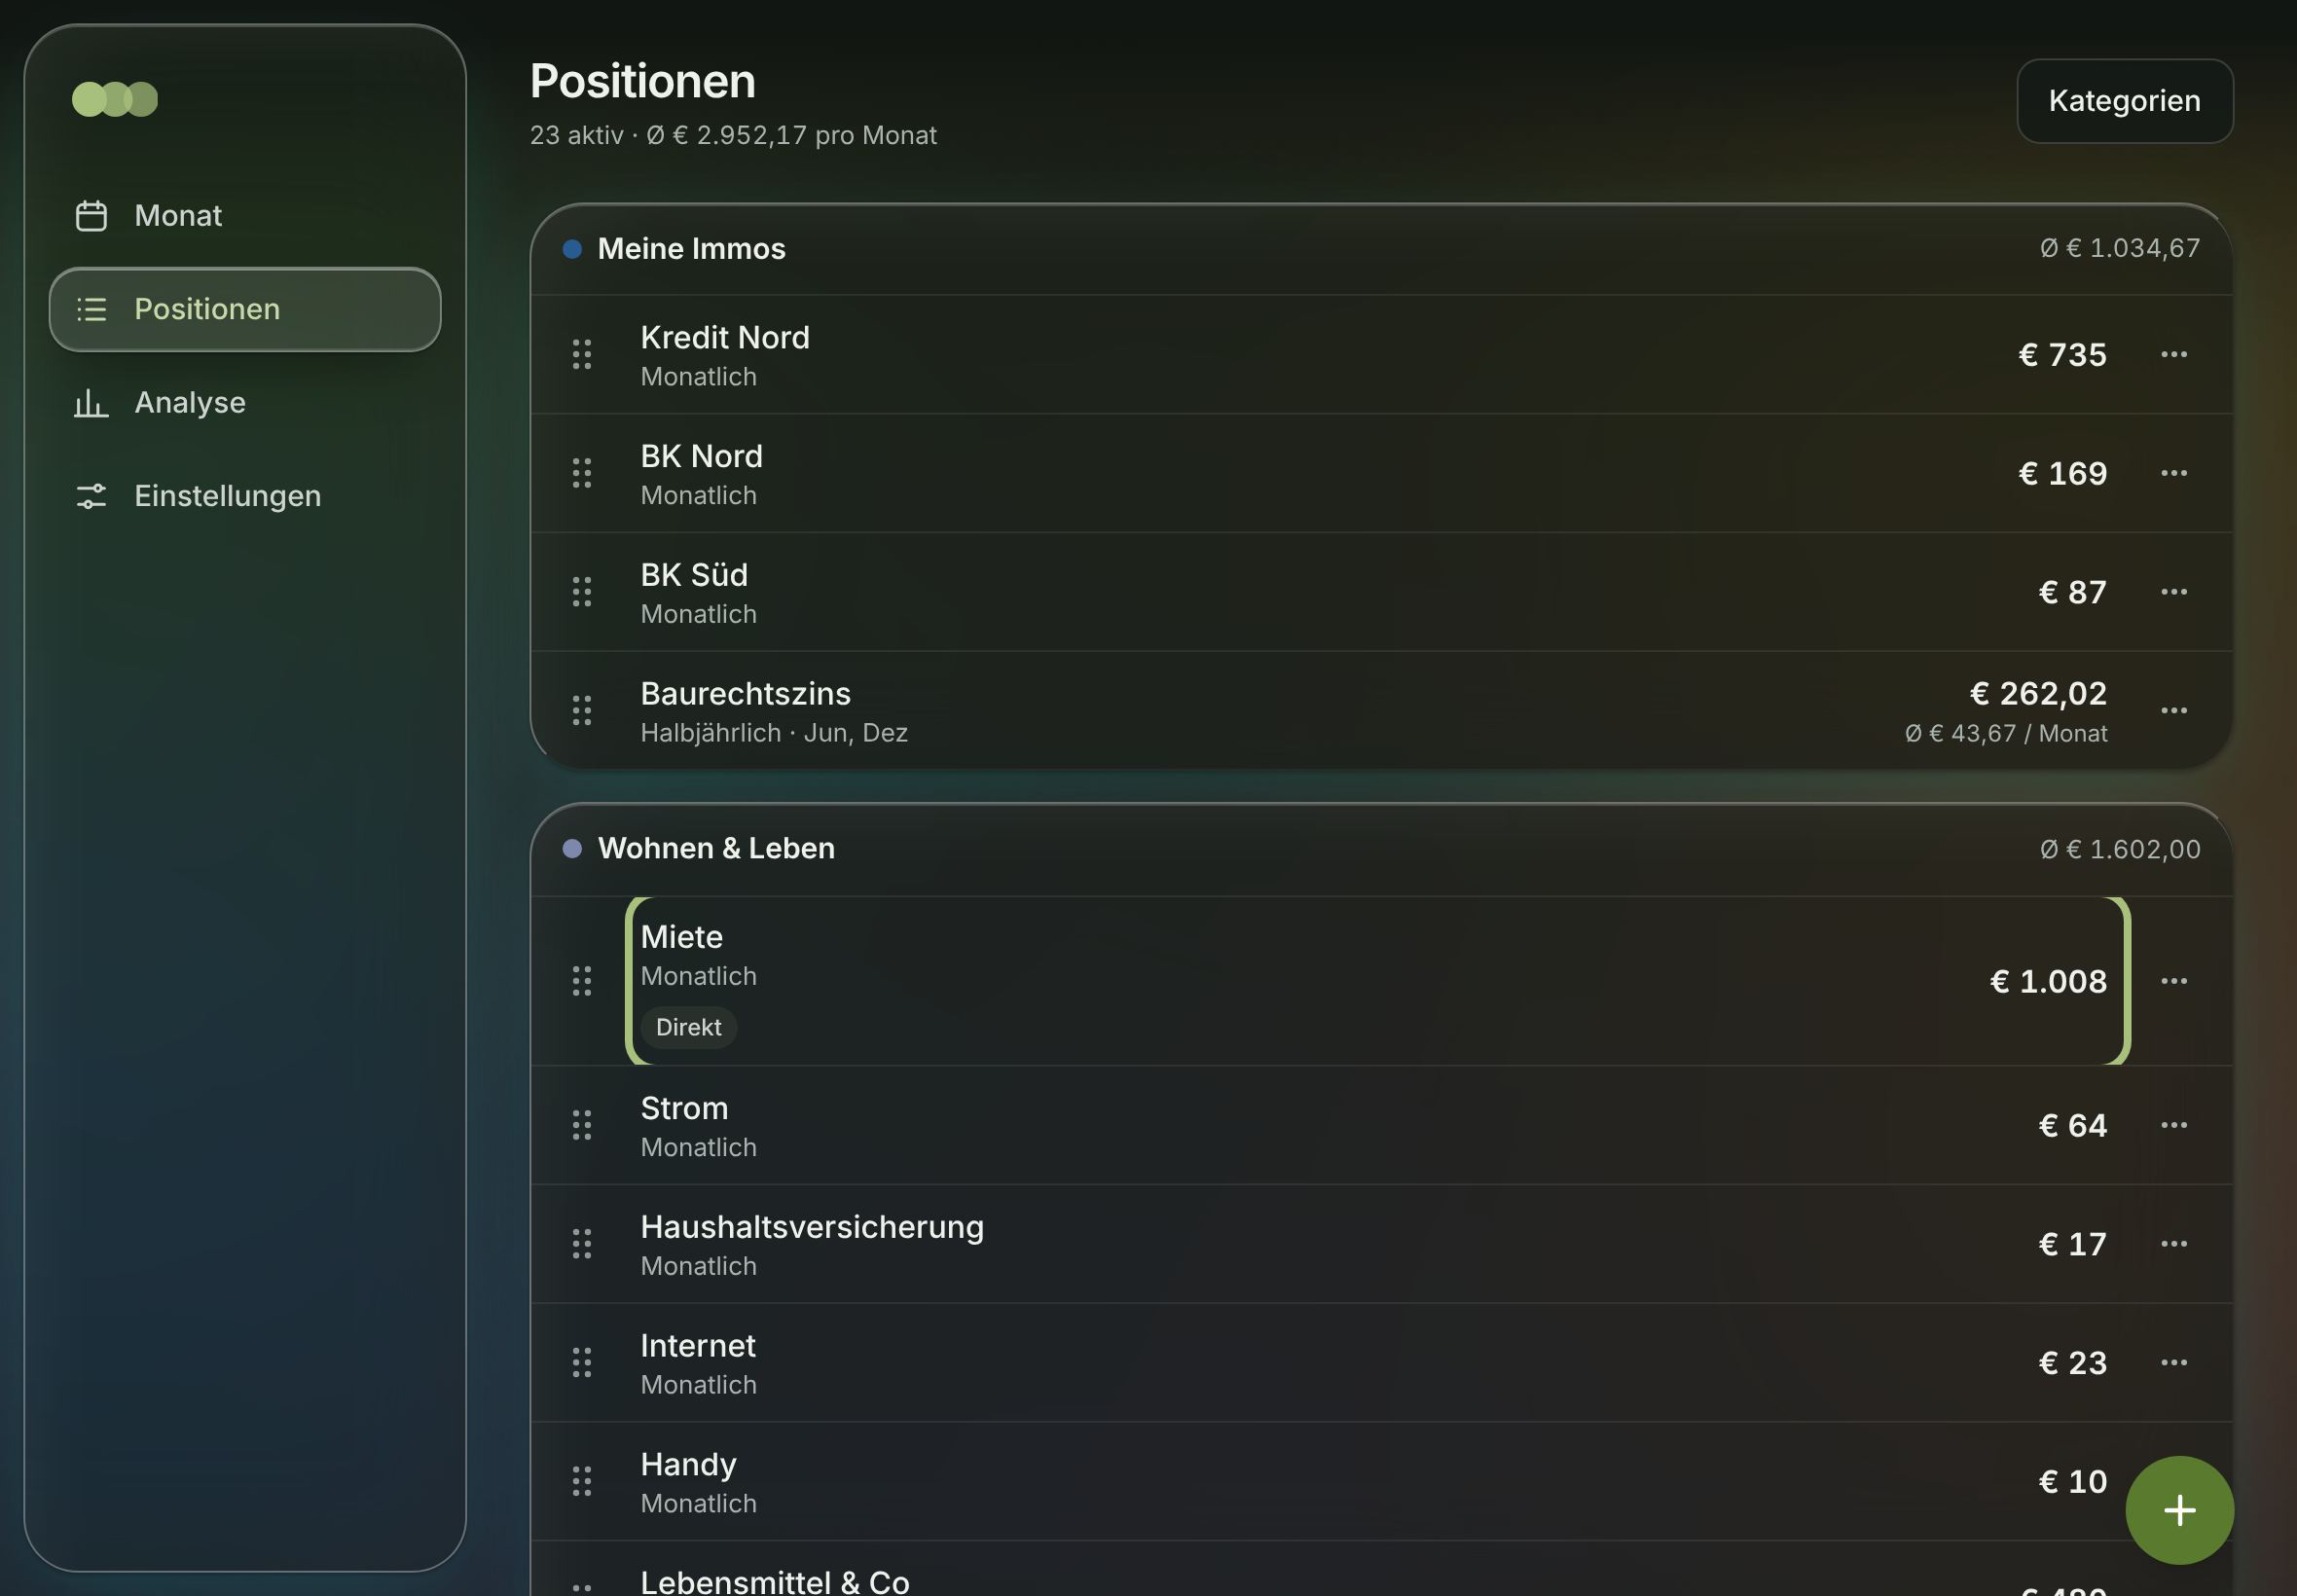 Monat
Positionen
Analyse
Einstellungen
Positionen
23 aktiv · Ø € 2.952,17 pro Monat
Kategorien
Meine Immos Ø € 1.034,67
Kredit Nord
Monatlich
€ 735
BK Nord
Monatlich
€ 169
BK Süd
Monatlich
€ 87
Baurechtszins
Halbjährlich · Jun, Dez
€ 262,02
Ø € 43,67 / Monat
Wohnen & Leben Ø € 1.602,00
Miete
Monatlich
Direkt
€ 1.008
Strom
Monatlich
€ 64
Haushaltsversicherung
Monatlich
€ 17
Internet
Monatlich
€ 23
Handy
Monatlich
€ 10
Lebensmittel & Co